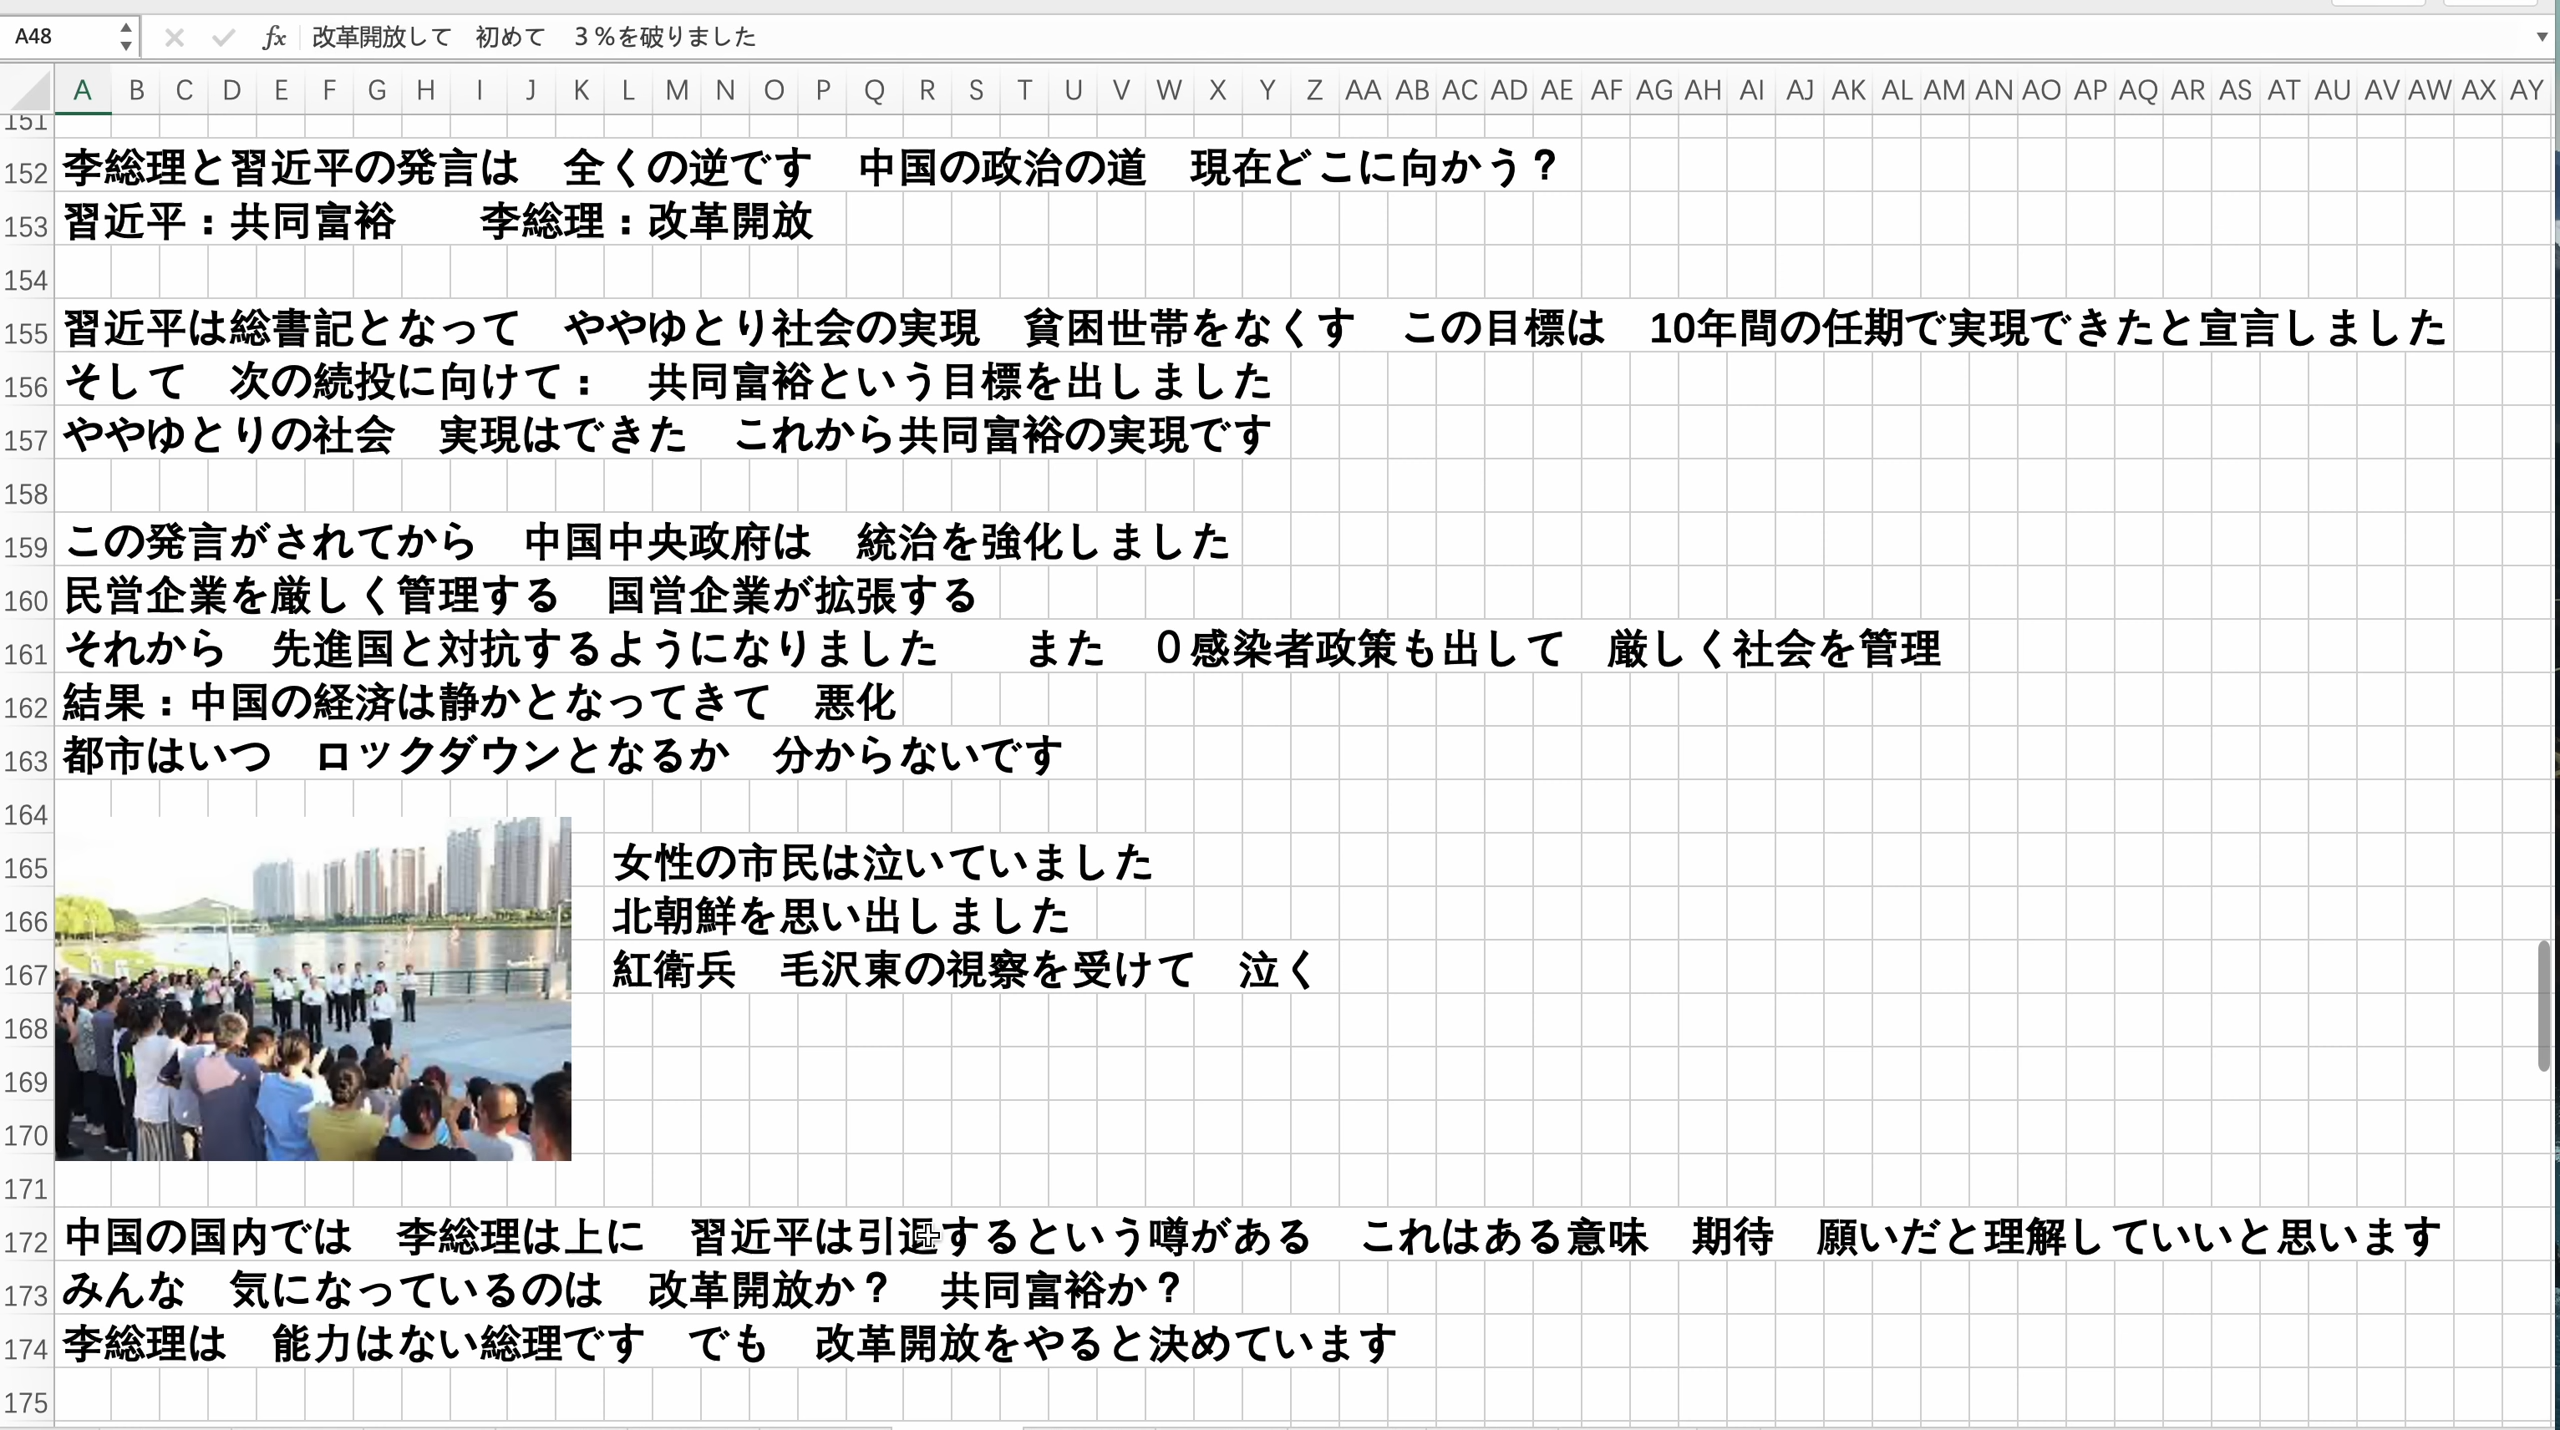 A48 fx 改革開放して　初めて　３％を破りました
A B C D E F G H I J K L M N O P Q R S T U V W X Y Z AA AB AC AD AE AF AG AH AI AJ AK AL AM AN AO AP AQ AR AS AT AU AV AW AX AY
151
152 李総理と習近平の発言は　全くの逆です　中国の政治の道　現在どこに向かう？
153 習近平：共同富裕　　李総理：改革開放
154
155 習近平は総書記となって　ややゆとり社会の実現　貧困世帯をなくす　この目標は　10年間の任期で実現できたと宣言しました
156 そして　次の続投に向けて：　共同富裕という目標を出しました
157 ややゆとりの社会　実現はできた　これから共同富裕の実現です
158
159 この発言がされてから　中国中央政府は　統治を強化しました
160 民営企業を厳しく管理する　国営企業が拡張する
161 それから　先進国と対抗するようになりました　　また　０感染者政策も出して　厳しく社会を管理
162 結果：中国の経済は静かとなってきて　悪化
163 都市はいつ　ロックダウンとなるか　分からないです
164
165 女性の市民は泣いていました
166 北朝鮮を思い出しました
167 紅衛兵　毛沢東の視察を受けて　泣く
168
169
170
171
172 中国の国内では　李総理は上に　習近平は引退するという噂がある　これはある意味　期待　願いだと理解していいと思います
173 みんな　気になっているのは　改革開放か？　共同富裕か？
174 李総理は　能力はない総理です　でも　改革開放をやると決めています
175